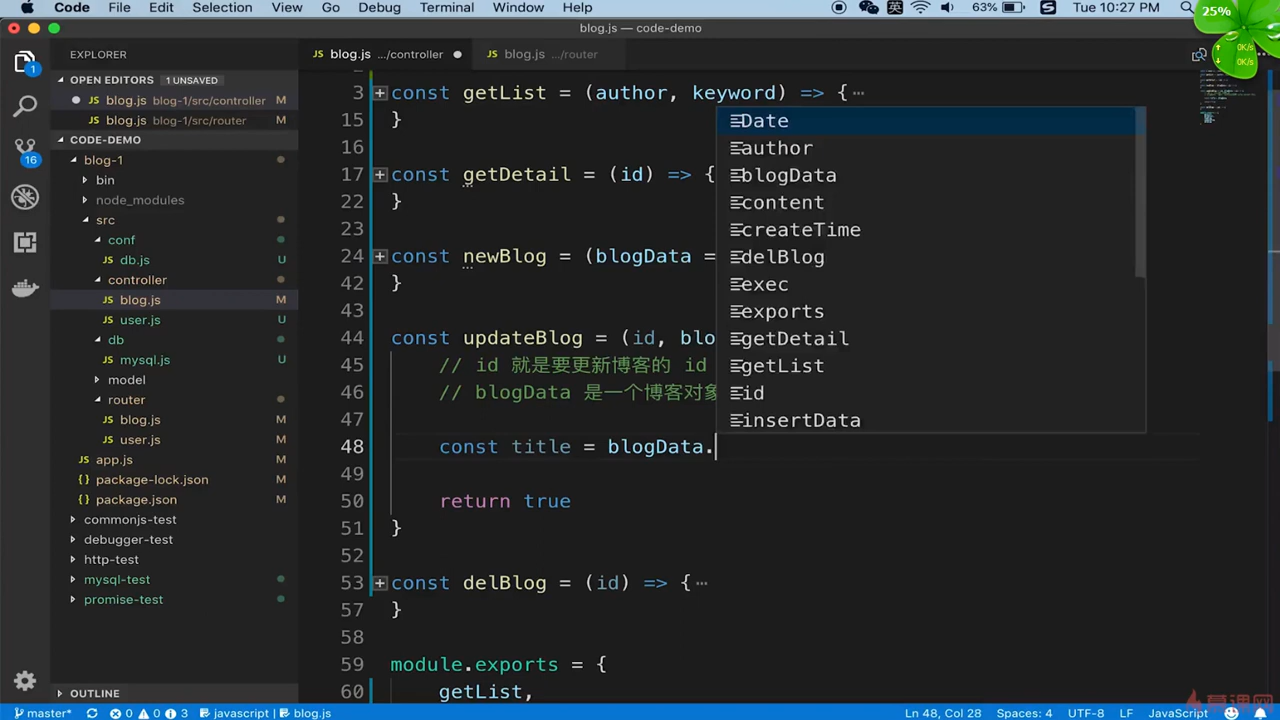 Code File Edit Selection View Go Debug Terminal Window Help 英 63% Tue 10:27 PM 25%
blog.js — code-demo
0K/s
0K/s
EXPLORER
blog.js .../controller
blog.js .../router
OPEN EDITORS 1 UNSAVED
blog.js blog-1/src/controller M
blog.js blog-1/src/router M
CODE-DEMO
blog-1
bin
node_modules
src
conf
db.js U
controller
blog.js M
user.js U
db
mysql.js U
model
router
blog.js M
user.js M
app.js M
package-lock.json M
package.json M
commonjs-test
debugger-test
http-test
mysql-test
promise-test
OUTLINE
1
16
3 const getList = (author, keyword) => {
15 }
16
17 const getDetail = (id) => {
22 }
23
24 const newBlog = (blogData =
42 }
43
44 const updateBlog = (id, blo
45 // id 就是要更新博客的 id
46 // blogData 是一个博客对象
47
48 const title = blogData.
49
50 return true
51 }
52
53 const delBlog = (id) => {
57 }
58
59 module.exports = {
60 getList,
Date
author
blogData
content
createTime
delBlog
exec
exports
getDetail
getList
id
insertData
master* 0 0 3 javascript blog.js Ln 48, Col 28 Spaces: 4 UTF-8 LF JavaScript